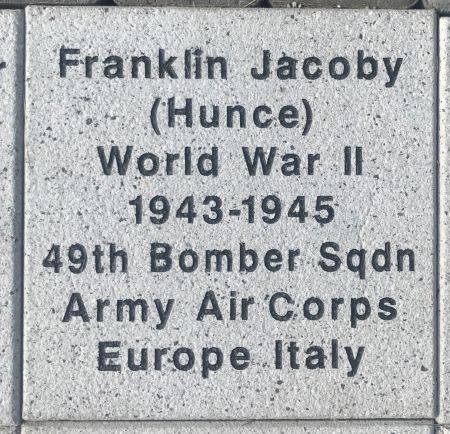 Franklin Jacoby
(Hunce)
World War II
1943-1945
49th Bomber Sqdn
Army Air Corps
Europe Italy